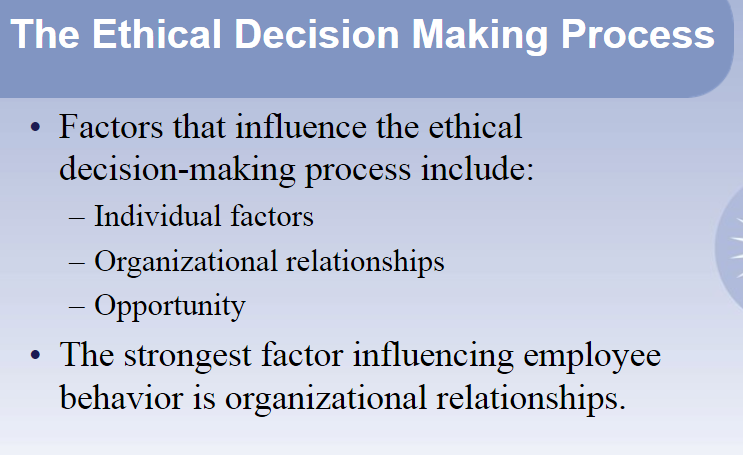 The Ethical Decision Making Process
• Factors that influence the ethical
decision-making process include:
– Individual factors
– Organizational relationships
– Opportunity
• The strongest factor influencing employee
behavior is organizational relationships.